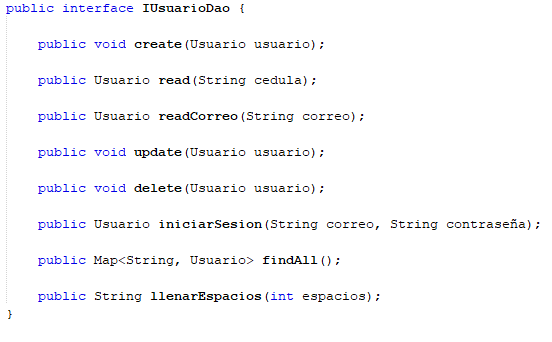 public interface IUsuarioDao {
public void create(Usuario usuario);
public Usuario read(String cedula);
public Usuario readCorreo(String correo);
public void update(Usuario usuario);
public void delete(Usuario usuario);
public Usuario iniciarSesion(String correo, String contraseña);
public Map<String, Usuario> findAll();
public String llenarEspacios(int espacios);
}